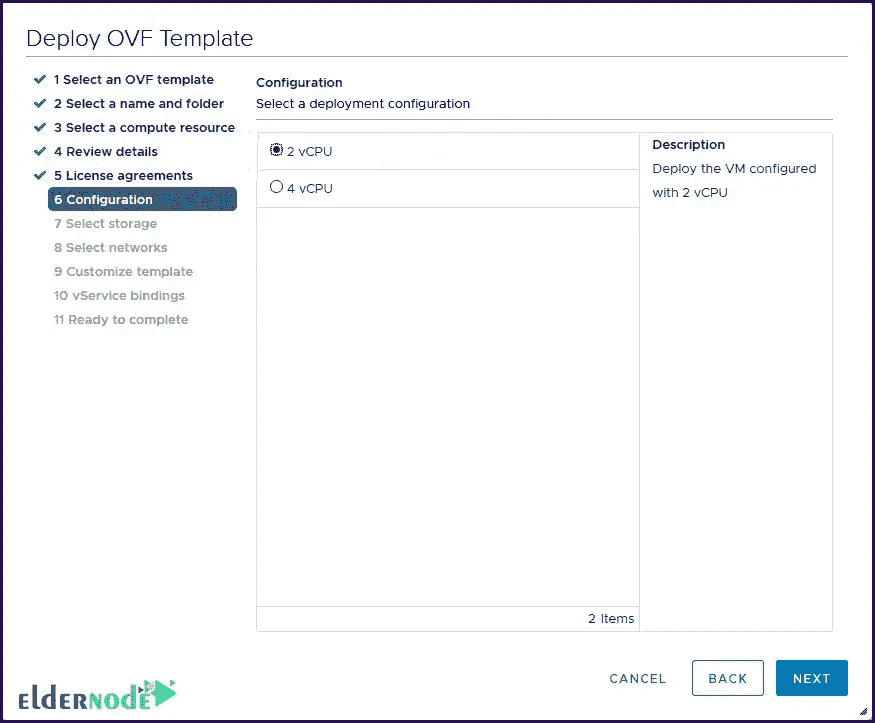 Deploy OVF Template
1 Select an OVF template
2 Select a name and folder
3 Select a compute resource
4 Review details
5 License agreements
6 Configuration
7 Select storage
8 Select networks
9 Customize template
10 vService bindings
11 Ready to complete
Configuration
Select a deployment configuration
2 vCPU
4 vCPU
2 Items
Description
Deploy the VM configured
with 2 vCPU
CANCEL
BACK
NEXT
elderNode